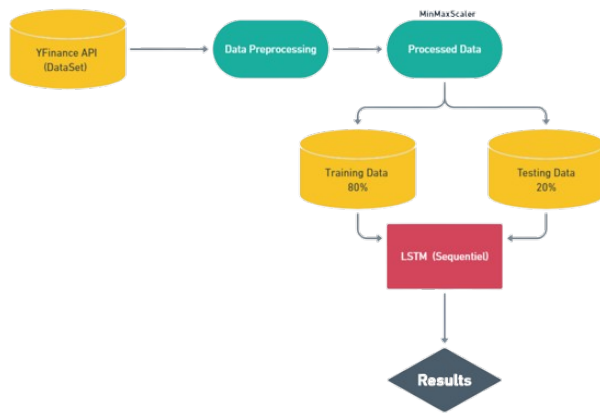 MinMaxScaler
YFinance API
(DataSet)
Data Preprocessing
Processed Data
Training Data
80%
Testing Data
20%
LSTM (Sequentiel)
Results